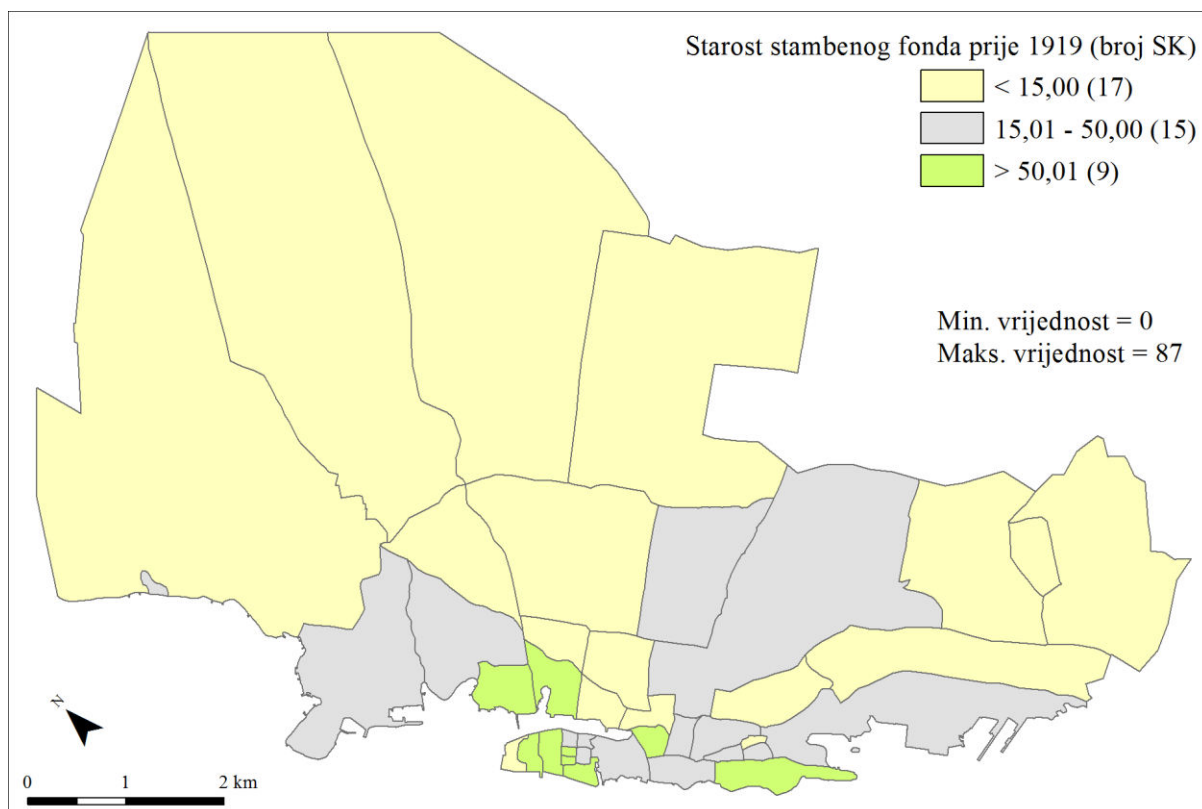 Starost stambenog fonda prije 1919 (broj SK)
< 15,00 (17)
15,01 - 50,00 (15)
> 50,01 (9)
Min. vrijednost = 0
Maks. vrijednost = 87
N
0 1 2 km